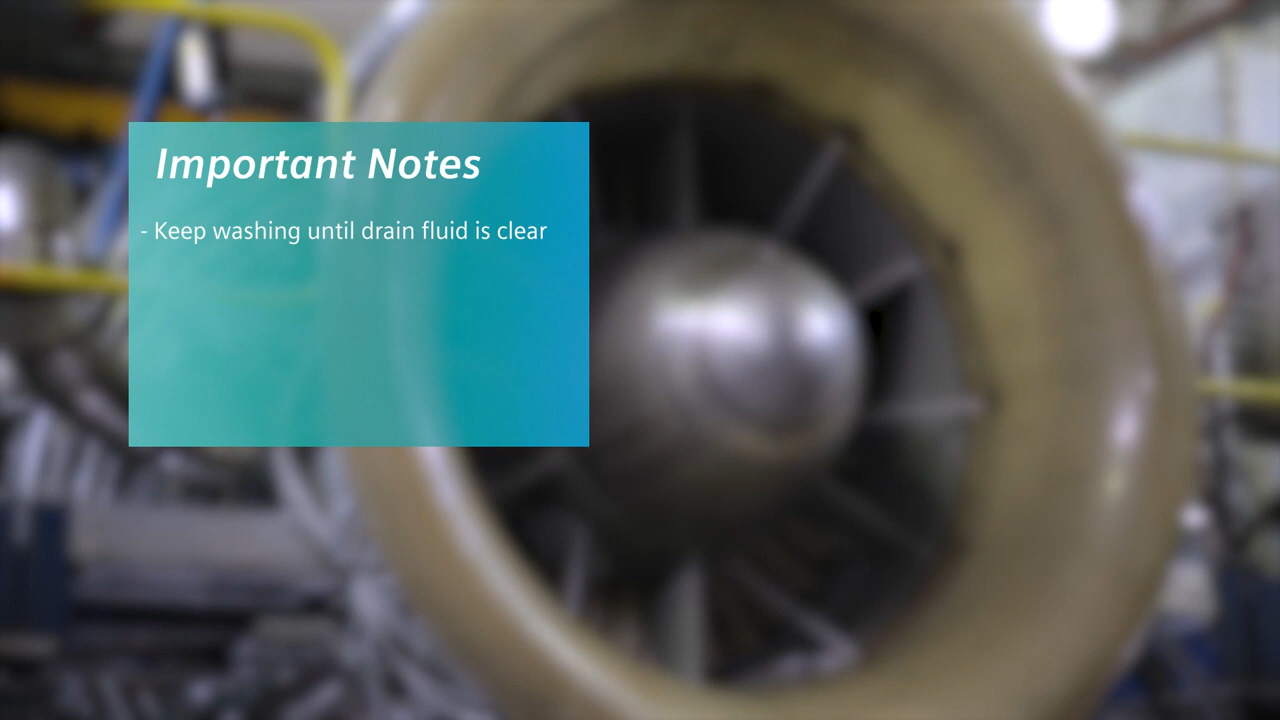 Important Notes
- Keep washing until drain fluid is clear